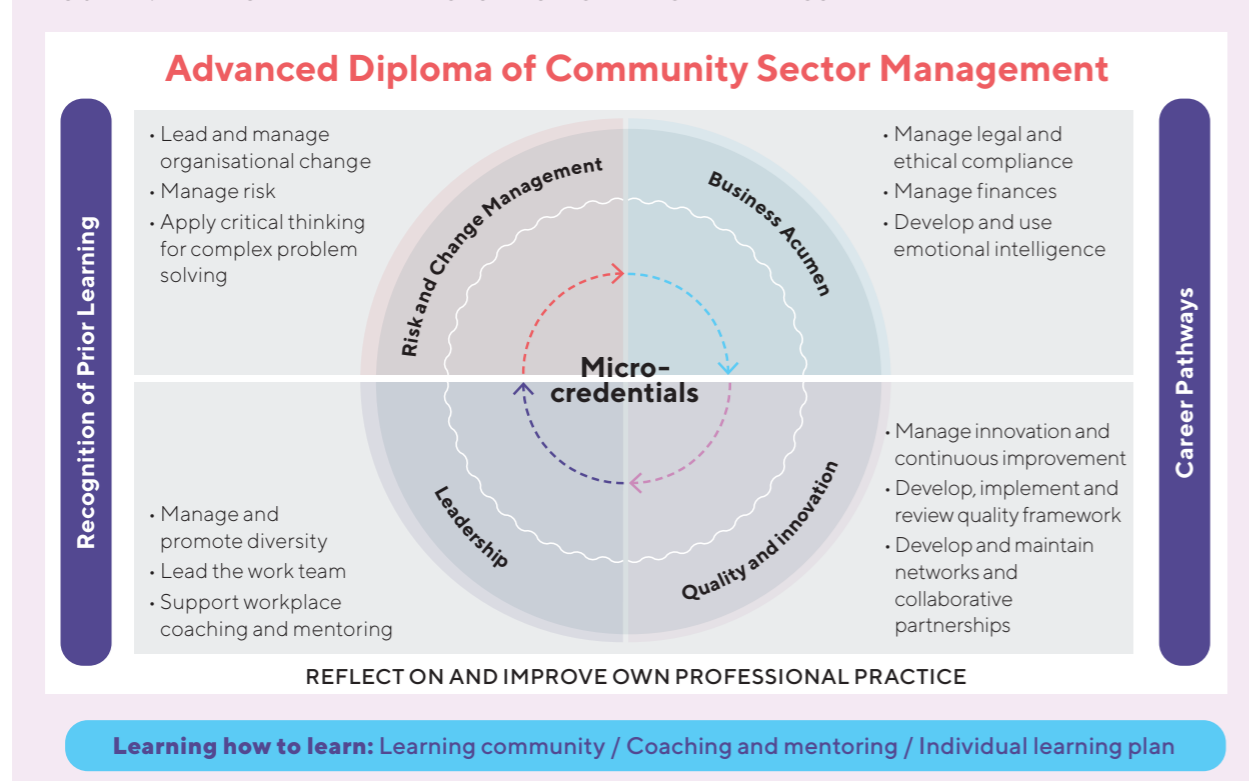 Advanced Diploma of Community Sector Management
Recognition of Prior Learning
• Lead and manage
organisational change
• Manage risk
• Apply critical thinking
for complex problem
solving
Risk and Change Management
Business Acumen
• Manage legal and
ethical compliance
• Manage finances
• Develop and use
emotional intelligence
Micro-
credentials
• Manage and
promote diversity
• Lead the work team
• Support workplace
coaching and mentoring
Leadership
Quality and innovation
• Manage innovation and
continuous improvement
• Develop, implement and
review quality framework
• Develop and maintain
networks and
collaborative
partnerships
Career Pathways
REFLECT ON AND IMPROVE OWN PROFESSIONAL PRACTICE
Learning how to learn: Learning community / Coaching and mentoring / Individual learning plan